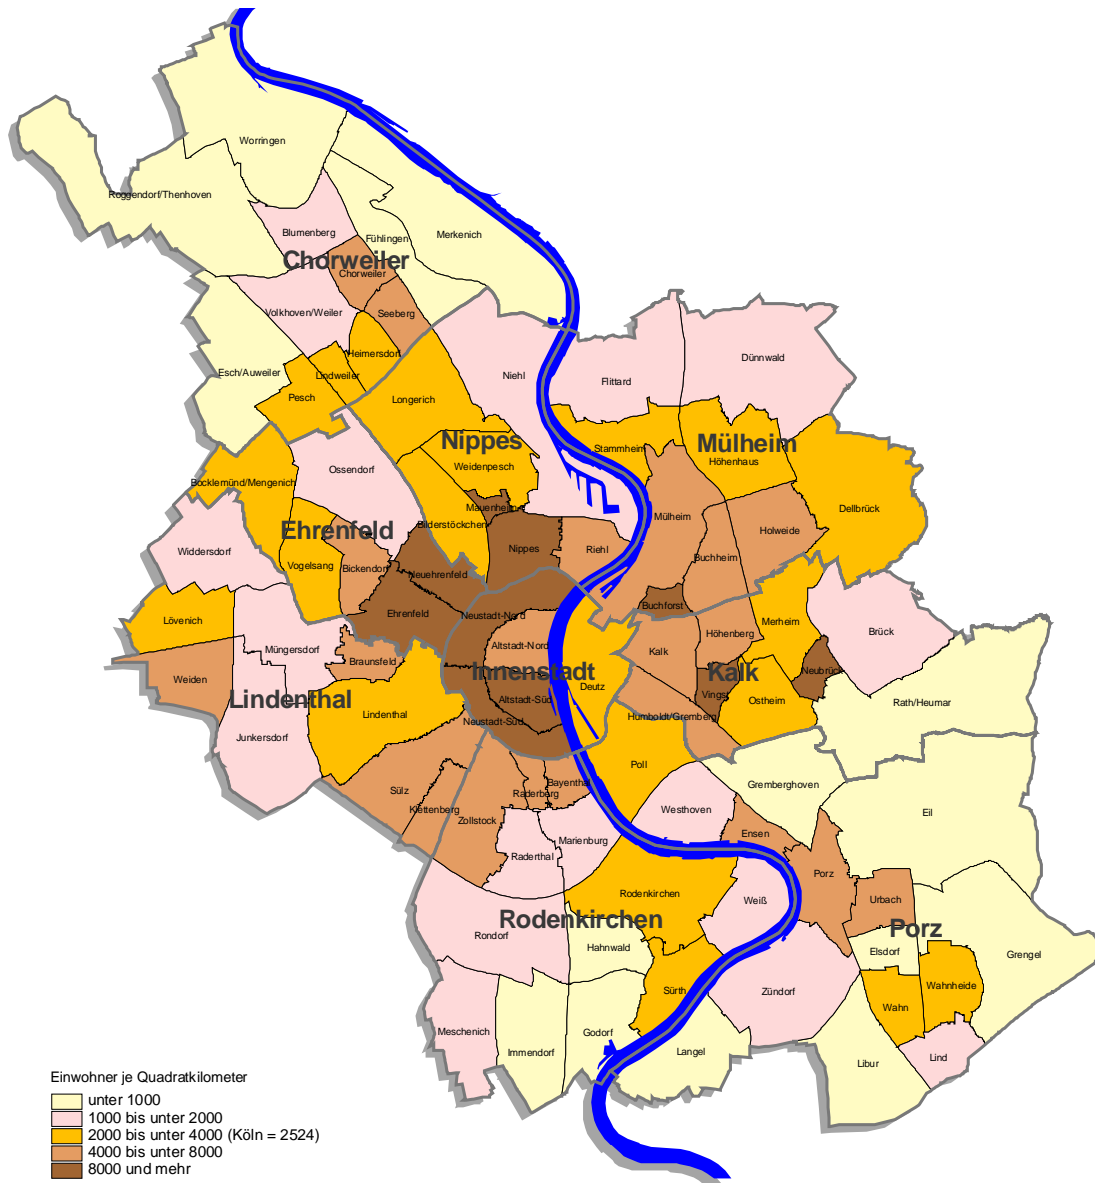 Worringen
Roggendorf/Thenhoven
Blumenberg
Fühlingen
Merkenich
Chorweiler
Chorweiler
Volkhoven/Weiler
Seeberg
Heimersdorf
Esch/Auweiler
Lindweiler
Pesch
Longerich
Niehl
Flittard
Dünnwald
Nippes
Mülheim
Stammheim
Höhenhaus
Weidenpesch
Ossendorf
Bocklemünd/Mengenich
Mauenheim
Dellbrück
Mülheim
Bilderstöckchen
Ehrenfeld
Holweide
Widdersdorf
Nippes
Riehl
Buchheim
Vogelsang
Bickendorf
Neuehrenfeld
Buchforst
Ehrenfeld
Neustadt-Nord
Lövenich
Merheim
Brück
Höhenberg
Altstadt-Nord
Müngersdorf
Kalk
Braunsfeld
Innenstadt
Kalk
Neubrück
Weiden
Deutz
Vingst
Lindenthal
Altstadt-Süd
Ostheim
Rath/Heumar
Lindenthal
Neustadt-Süd
Humboldt/Gremberg
Junkersdorf
Poll
Bayenthal
Gremberghoven
Sülz
Raderberg
Klettenberg
Westhoven
Eil
Zollstock
Marienburg
Ensen
Raderthal
Porz
Rodenkirchen
Weiß
Urbach
Rodenkirchen
Porz
Rondorf
Hahnwald
Elsdorf
Grengel
Sürth
Zündorf
Wahnheide
Wahn
Meschenich
Godorf
Immendorf
Langel
Libur
Lind
Einwohner je Quadratkilometer
unter 1000
1000 bis unter 2000
2000 bis unter 4000 (Köln = 2524)
4000 bis unter 8000
8000 und mehr